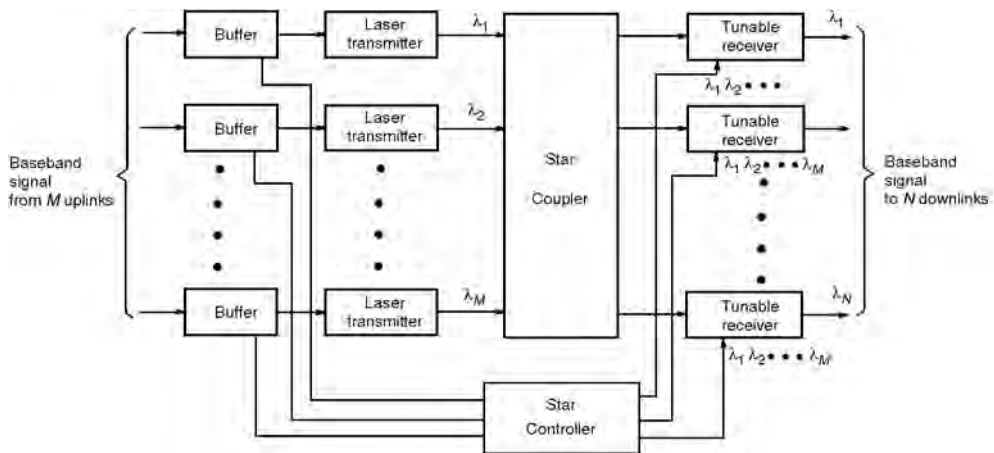 Baseband
signal
from M uplinks
Buffer
Laser
transmitter
λ1
Buffer
Laser
transmitter
λ2
Buffer
Laser
transmitter
λM
Star
Coupler
Tunable
receiver
λ1
λ1 λ2 • • •
Tunable
receiver
λ1 λ2 • • • λM
Tunable
receiver
λN
λ1 λ2 • • • λM
Baseband
signal
to N downlinks
Star
Controller